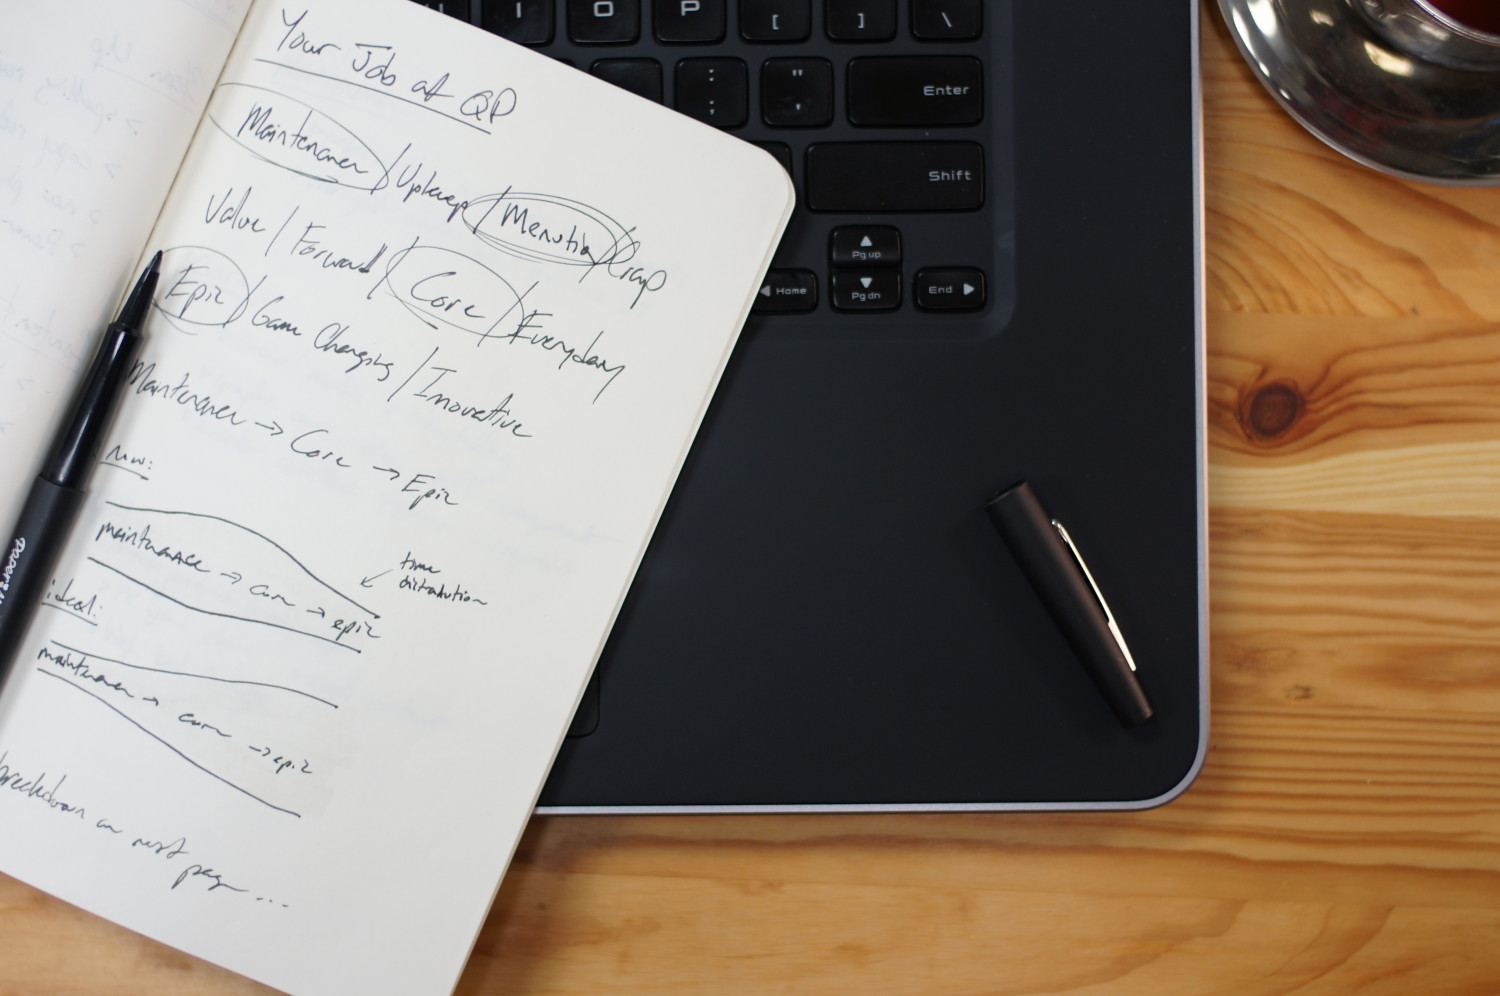 Your Job at QP
Maintenance / Upkeep / Menutia / Crap
Value / Forward / Core / Everyday
Epic / Game Changing / Inovative
Maintenance → Core → Epic
now:
maintenance → core → epic
time
distribution
ideal:
maintenance → core → epic
breakdown on next
page ...
I O P [ ] \
: ;
" '
Enter
Shift
Pg up
Home Pg dn End